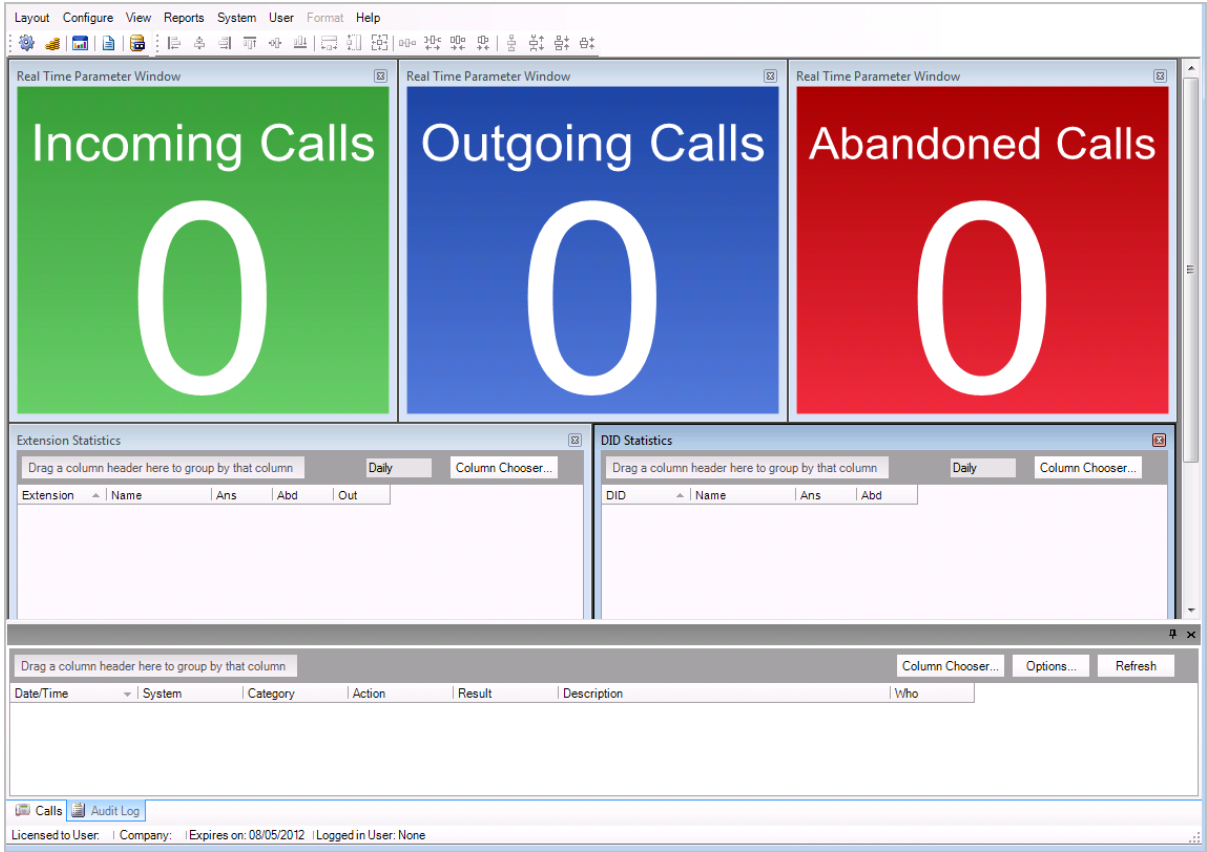 Layout Configure View Reports System User Format Help
Real Time Parameter Window Real Time Parameter Window Real Time Parameter Window
Incoming Calls Outgoing Calls Abandoned Calls
0 0 0
Extension Statistics DID Statistics
Drag a column header here to group by that column Daily Column Chooser... Drag a column header here to group by that column Daily Column Chooser...
Extension Name Ans Abd Out DID Name Ans Abd
Drag a column header here to group by that column Column Chooser... Options... Refresh
Date/Time System Category Action Result Description Who
Calls Audit Log
Licensed to User: Company: Expires on: 08/05/2012 Logged in User: None